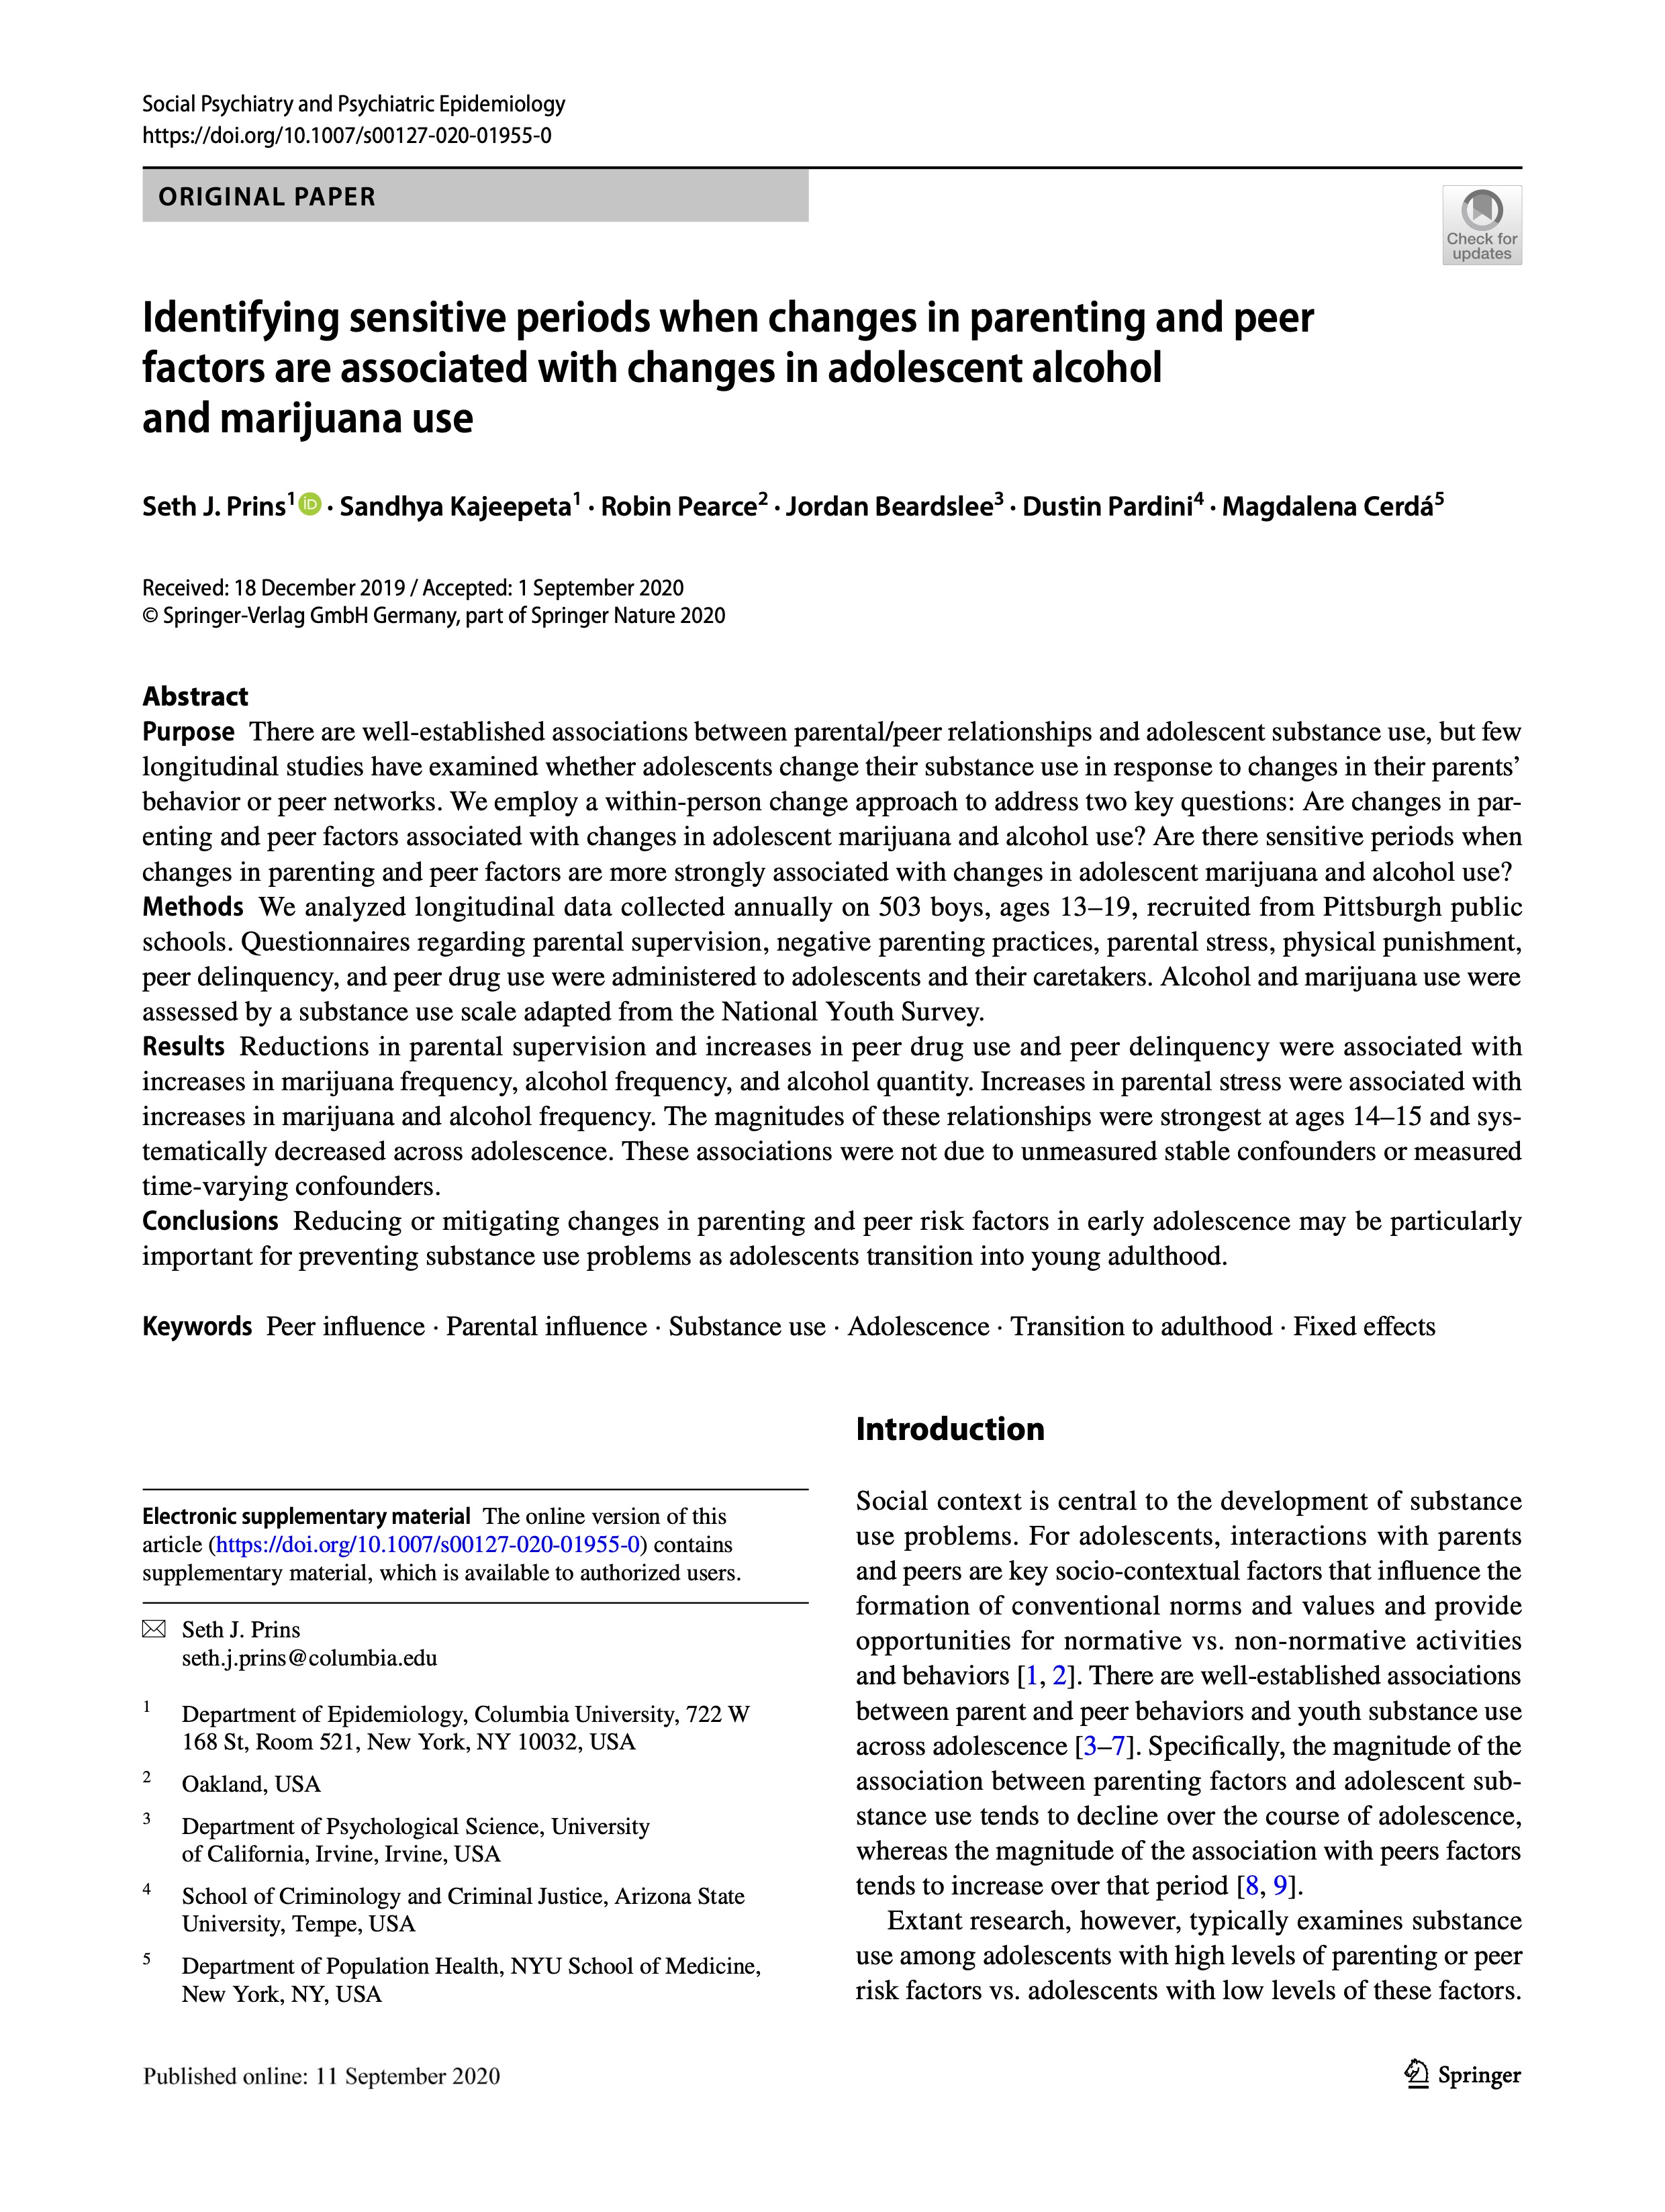 Social Psychiatry and Psychiatric Epidemiology
https://doi.org/10.1007/s00127-020-01955-0
ORIGINAL PAPER
Check for
updates
Identifying sensitive periods when changes in parenting and peer
factors are associated with changes in adolescent alcohol
and marijuana use
Seth J. Prins1 iD · Sandhya Kajeepeta1 · Robin Pearce2 · Jordan Beardslee3 · Dustin Pardini4 · Magdalena Cerdá5
Received: 18 December 2019 / Accepted: 1 September 2020
© Springer-Verlag GmbH Germany, part of Springer Nature 2020
Abstract
Purpose There are well-established associations between parental/peer relationships and adolescent substance use, but few
longitudinal studies have examined whether adolescents change their substance use in response to changes in their parents’
behavior or peer networks. We employ a within-person change approach to address two key questions: Are changes in par-
enting and peer factors associated with changes in adolescent marijuana and alcohol use? Are there sensitive periods when
changes in parenting and peer factors are more strongly associated with changes in adolescent marijuana and alcohol use?
Methods We analyzed longitudinal data collected annually on 503 boys, ages 13–19, recruited from Pittsburgh public
schools. Questionnaires regarding parental supervision, negative parenting practices, parental stress, physical punishment,
peer delinquency, and peer drug use were administered to adolescents and their caretakers. Alcohol and marijuana use were
assessed by a substance use scale adapted from the National Youth Survey.
Results Reductions in parental supervision and increases in peer drug use and peer delinquency were associated with
increases in marijuana frequency, alcohol frequency, and alcohol quantity. Increases in parental stress were associated with
increases in marijuana and alcohol frequency. The magnitudes of these relationships were strongest at ages 14–15 and sys-
tematically decreased across adolescence. These associations were not due to unmeasured stable confounders or measured
time-varying confounders.
Conclusions Reducing or mitigating changes in parenting and peer risk factors in early adolescence may be particularly
important for preventing substance use problems as adolescents transition into young adulthood.
Keywords Peer influence · Parental influence · Substance use · Adolescence · Transition to adulthood · Fixed effects
Electronic supplementary material The online version of this
article (https://doi.org/10.1007/s00127-020-01955-0) contains
supplementary material, which is available to authorized users.
Seth J. Prins
seth.j.prins@columbia.edu
1 Department of Epidemiology, Columbia University, 722 W
168 St, Room 521, New York, NY 10032, USA
2 Oakland, USA
3 Department of Psychological Science, University
of California, Irvine, Irvine, USA
4 School of Criminology and Criminal Justice, Arizona State
University, Tempe, USA
5 Department of Population Health, NYU School of Medicine,
New York, NY, USA
Introduction
Social context is central to the development of substance
use problems. For adolescents, interactions with parents
and peers are key socio-contextual factors that influence the
formation of conventional norms and values and provide
opportunities for normative vs. non-normative activities
and behaviors [1, 2]. There are well-established associations
between parent and peer behaviors and youth substance use
across adolescence [3–7]. Specifically, the magnitude of the
association between parenting factors and adolescent sub-
stance use tends to decline over the course of adolescence,
whereas the magnitude of the association with peers factors
tends to increase over that period [8, 9].
Extant research, however, typically examines substance
use among adolescents with high levels of parenting or peer
risk factors vs. adolescents with low levels of these factors.
Published online: 11 September 2020
Springer